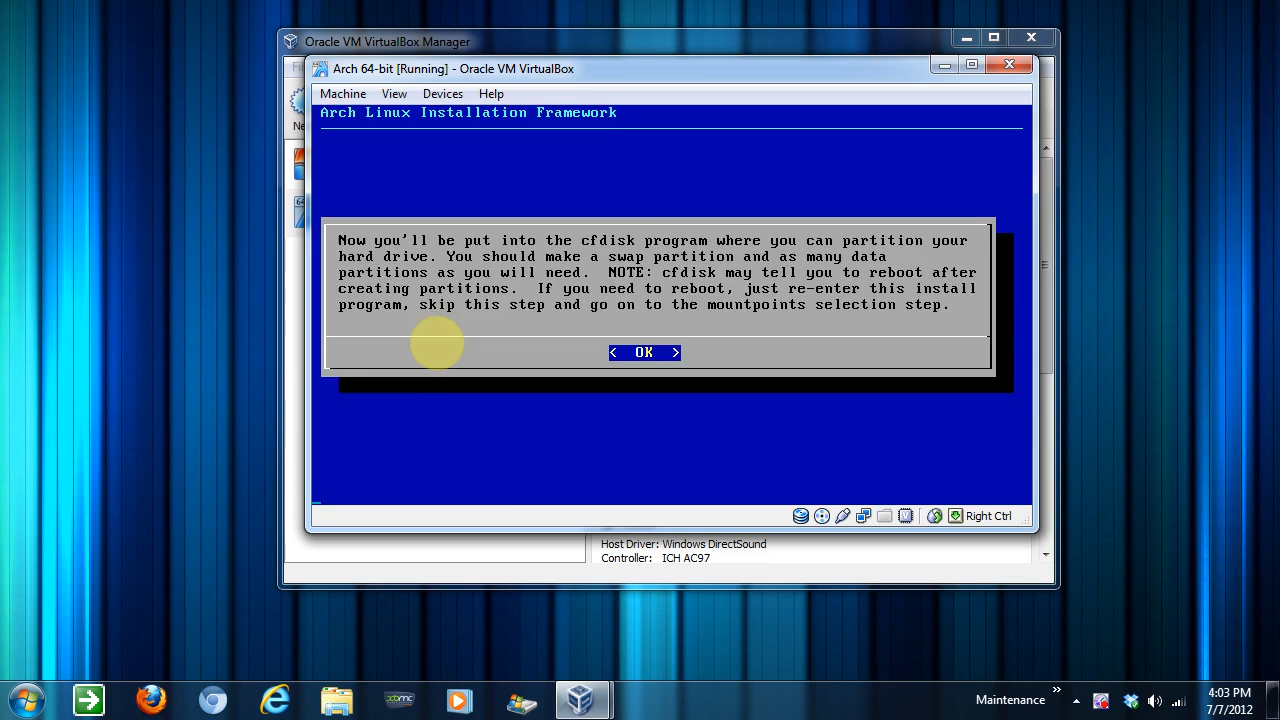 Oracle VM VirtualBox Manager
Arch 64-bit [Running] - Oracle VM VirtualBox
Machine View Devices Help
Arch Linux Installation Framework
Ne
64
Now you'll be put into the cfdisk program where you can partition your
hard drive. You should make a swap partition and as many data
partitions as you will need.  NOTE: cfdisk may tell you to reboot after
creating partitions.  If you need to reboot, just re-enter this install
program, skip this step and go on to the mountpoints selection step.
< OK >
Right Ctrl
Host Driver: Windows DirectSound
Controller: ICH AC97
xbmc
Maintenance
»
4:03 PM
7/7/2012